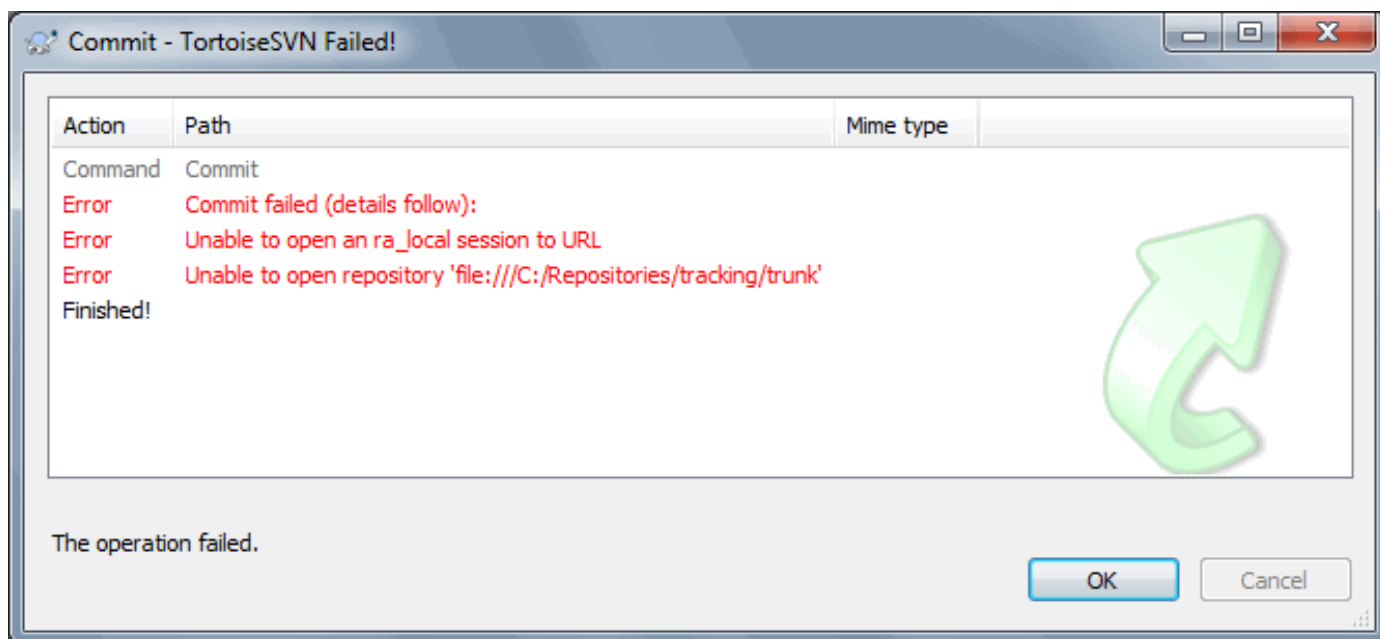 Commit - TortoiseSVN Failed!
Action Path Mime type
Command Commit
Error Commit failed (details follow):
Error Unable to open an ra_local session to URL
Error Unable to open repository 'file:///C:/Repositories/tracking/trunk'
Finished!
The operation failed.
OK Cancel